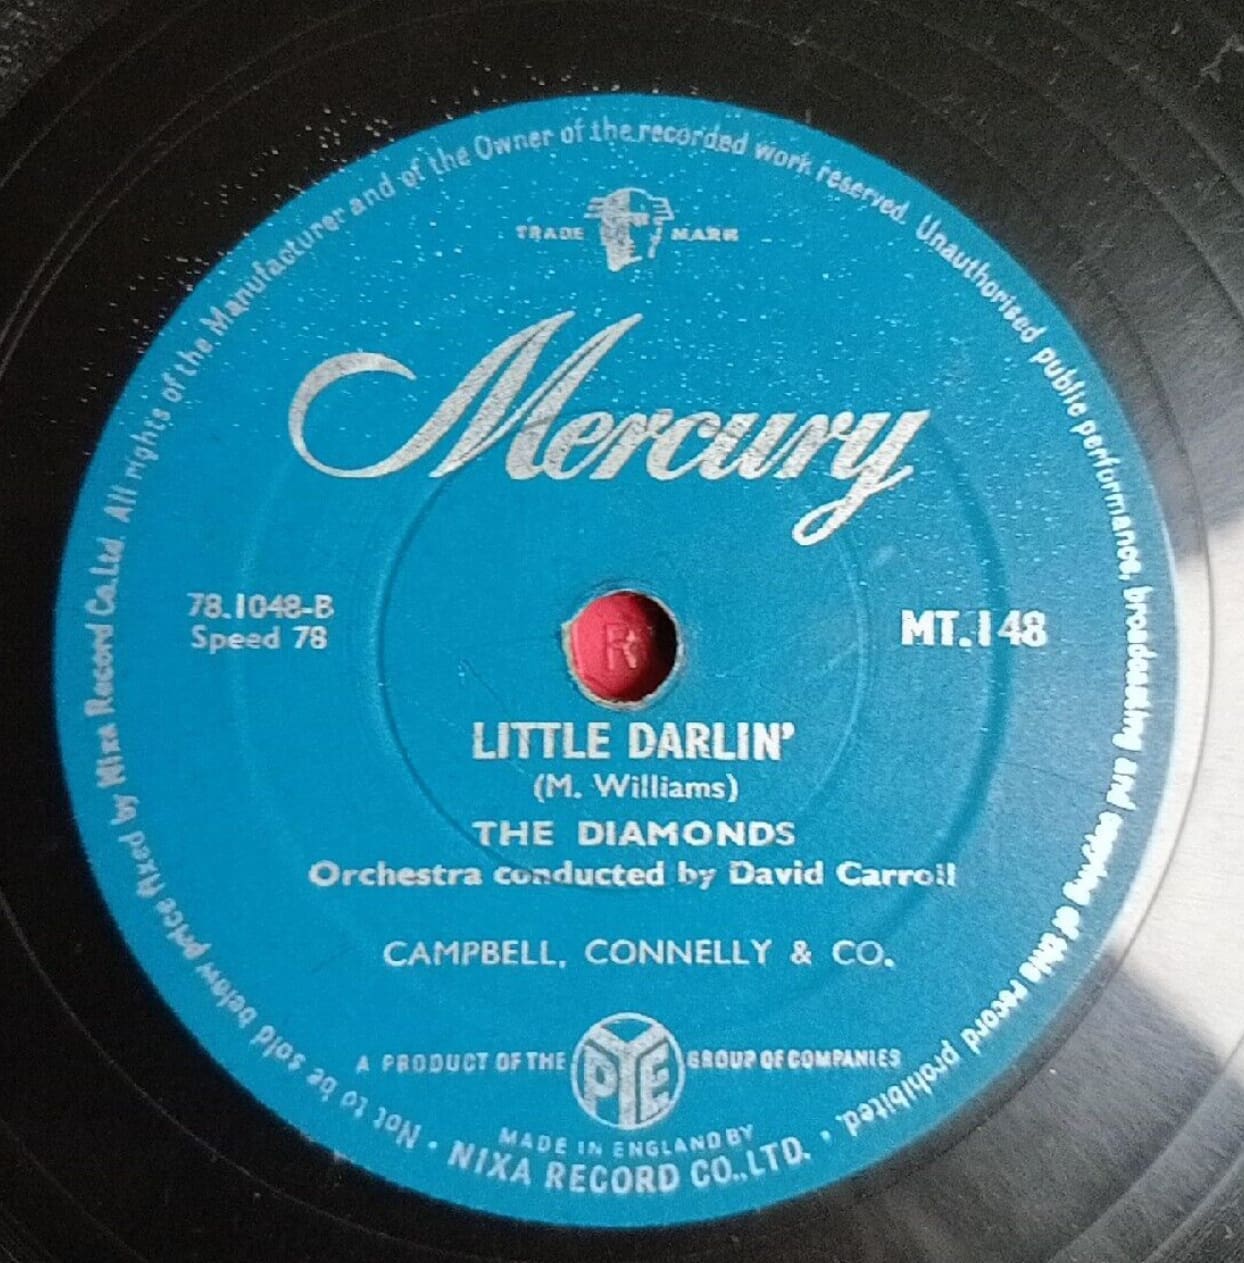 Not to be sold below price fixed by Nixa Record Co.Ltd. All rights of the Manufacturer and of the Owner of the recorded work reserved. Unauthorised public performance, broadcasting and copying of this record prohibited.
TRADE MARK
Mercury
78.1048-B
Speed 78
MT.148
R
LITTLE DARLIN'
(M. Williams)
THE DIAMONDS
Orchestra conducted by David Carroll
CAMPBELL, CONNELLY & CO.
A PRODUCT OF THE PYE GROUP OF COMPANIES
MADE IN ENGLAND BY
• NIXA RECORD CO., LTD. •